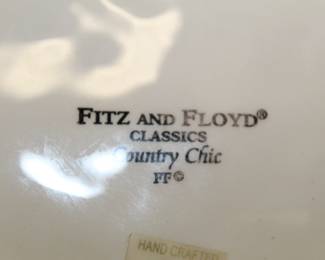 FITZ AND FLOYD®
CLASSICS
Country Chic
FF©
HAND CRAFTED